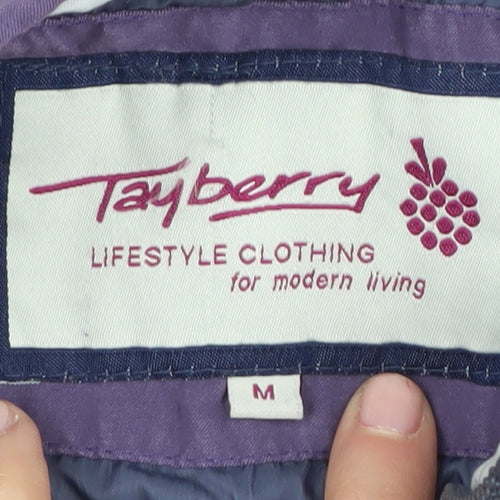 Tayberry
LIFESTYLE CLOTHING
for modern living
M